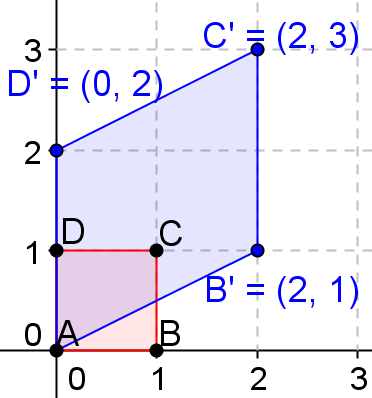 3
C' = (2, 3)
D' = (0, 2)
2
D
C
1
B' = (2, 1)
0
A
B
0
1
2
3